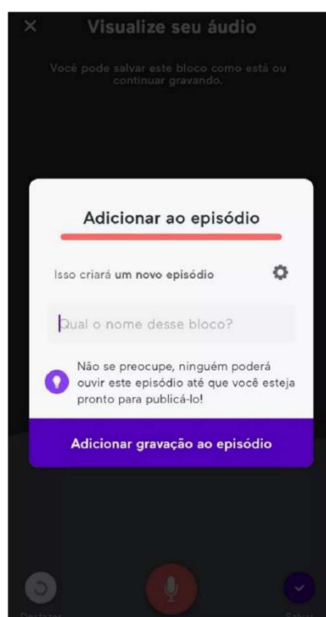 Visualize seu áudio
Você pode salvar este bloco como está ou
continuar gravando.
Adicionar ao episódio
Isso criará um novo episódio
Qual o nome desse bloco?
Não se preocupe, ninguém poderá
ouvir este episódio até que você esteja
pronto para publicá-lo!
Adicionar gravação ao episódio